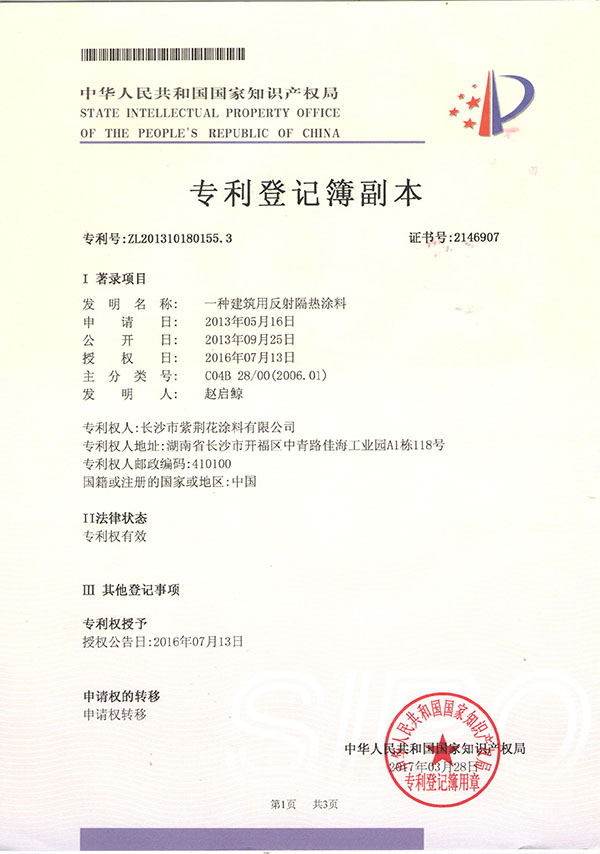 中华人民共和国国家知识产权局
STATE INTELLECTUAL PROPERTY OFFICE
OF THE PEOPLE'S REPUBLIC OF CHINA
专利登记簿副本
专利号:ZL201310180155.3 证书号:2146907
I 著录项目
发明名称: 一种建筑用反射隔热涂料
申请日: 2013年05月16日
公开日: 2013年09月25日
授权日: 2016年07月13日
主分类号: C04B 28/00(2006.01)
发明人: 赵启鲸
专利权人:长沙市紫荆花涂料有限公司
专利权人地址:湖南省长沙市开福区中青路佳海工业园A1栋118号
专利权人邮政编码:410100
国籍或注册的国家或地区:中国
II法律状态
专利权有效
III 其他登记事项
专利权授予
授权公告日:2016年07月13日
申请权的转移
申请权转移
中华人民共和国国家知识产权局
2017年03月28日
中华人民共和国国家知识产权局
专利登记簿用章
第1页 共3页